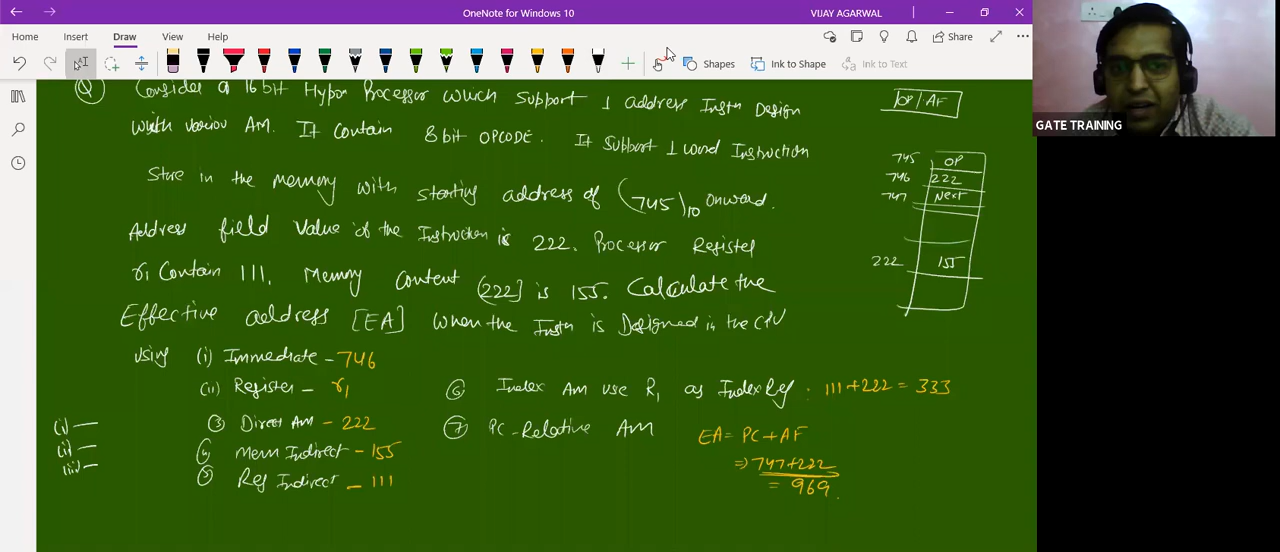 OneNote for Windows 10
VIJAY AGARWAL
Home Insert Draw View Help
Share
Shapes
Ink to Shape
Ink to Text
GATE TRAINING
Q Consider a 16 bit Hypo Processor which support 1 address Instn Design
with variou AM. It Contain 8 bit OPCODE. It Support 1 word Instruction
Store in the memory with starting address of (745)10 onward.
Address field value of the Instruction is 222. Processor Register
r1 Contain 111. Memory Content [222] is 155. Calculate the
Effective address [EA] when the Instn is Designed in the CPU
using (i) Immediate - 746
(ii) Register - r1
(3) Direct AM - 222
(4) Mem Indirect - 155
(5) Reg Indirect - 111
(6) Index AM use R1 as Index Reg : 111+222 = 333
(7) PC-Relative AM
EA = PC + AF
⇒ 747+222
= 969.
(i)
(ii)
(iii)
OP / AF
745 OP
746 222
747 Next
222 155